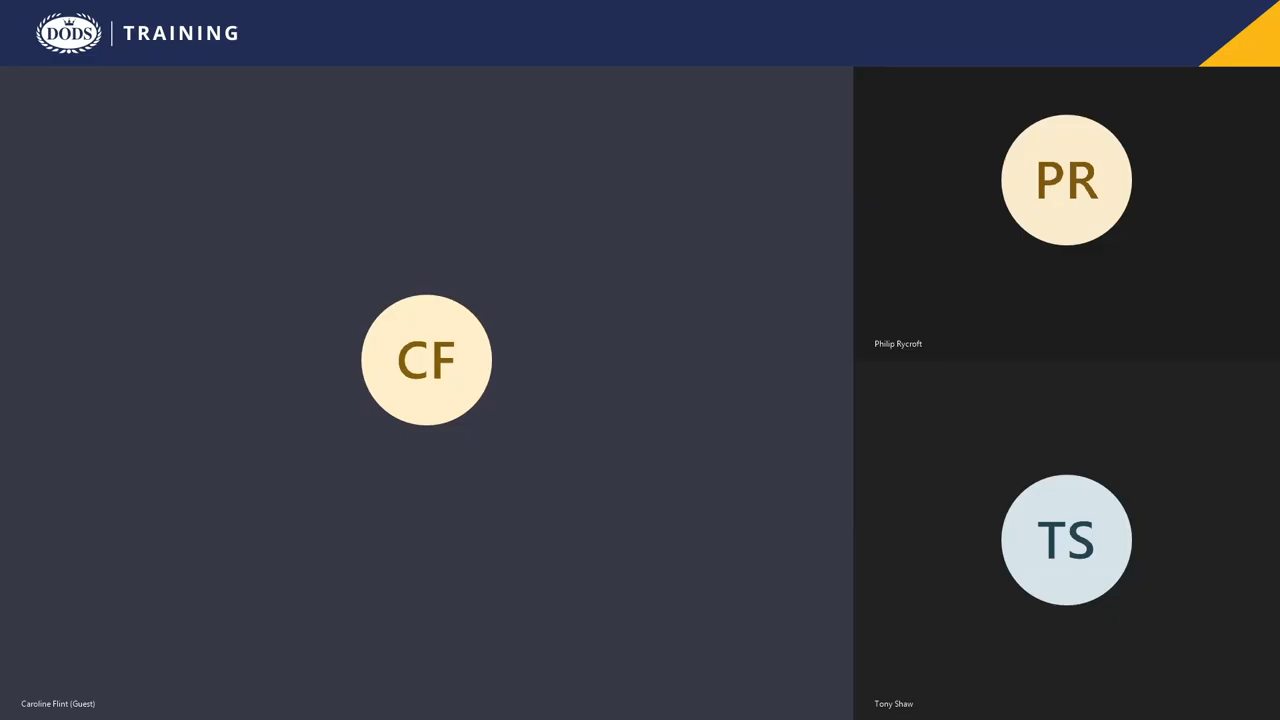 DODS TRAINING
CF
Caroline Flint (Guest)
PR
Philip Rycroft
TS
Tony Shaw